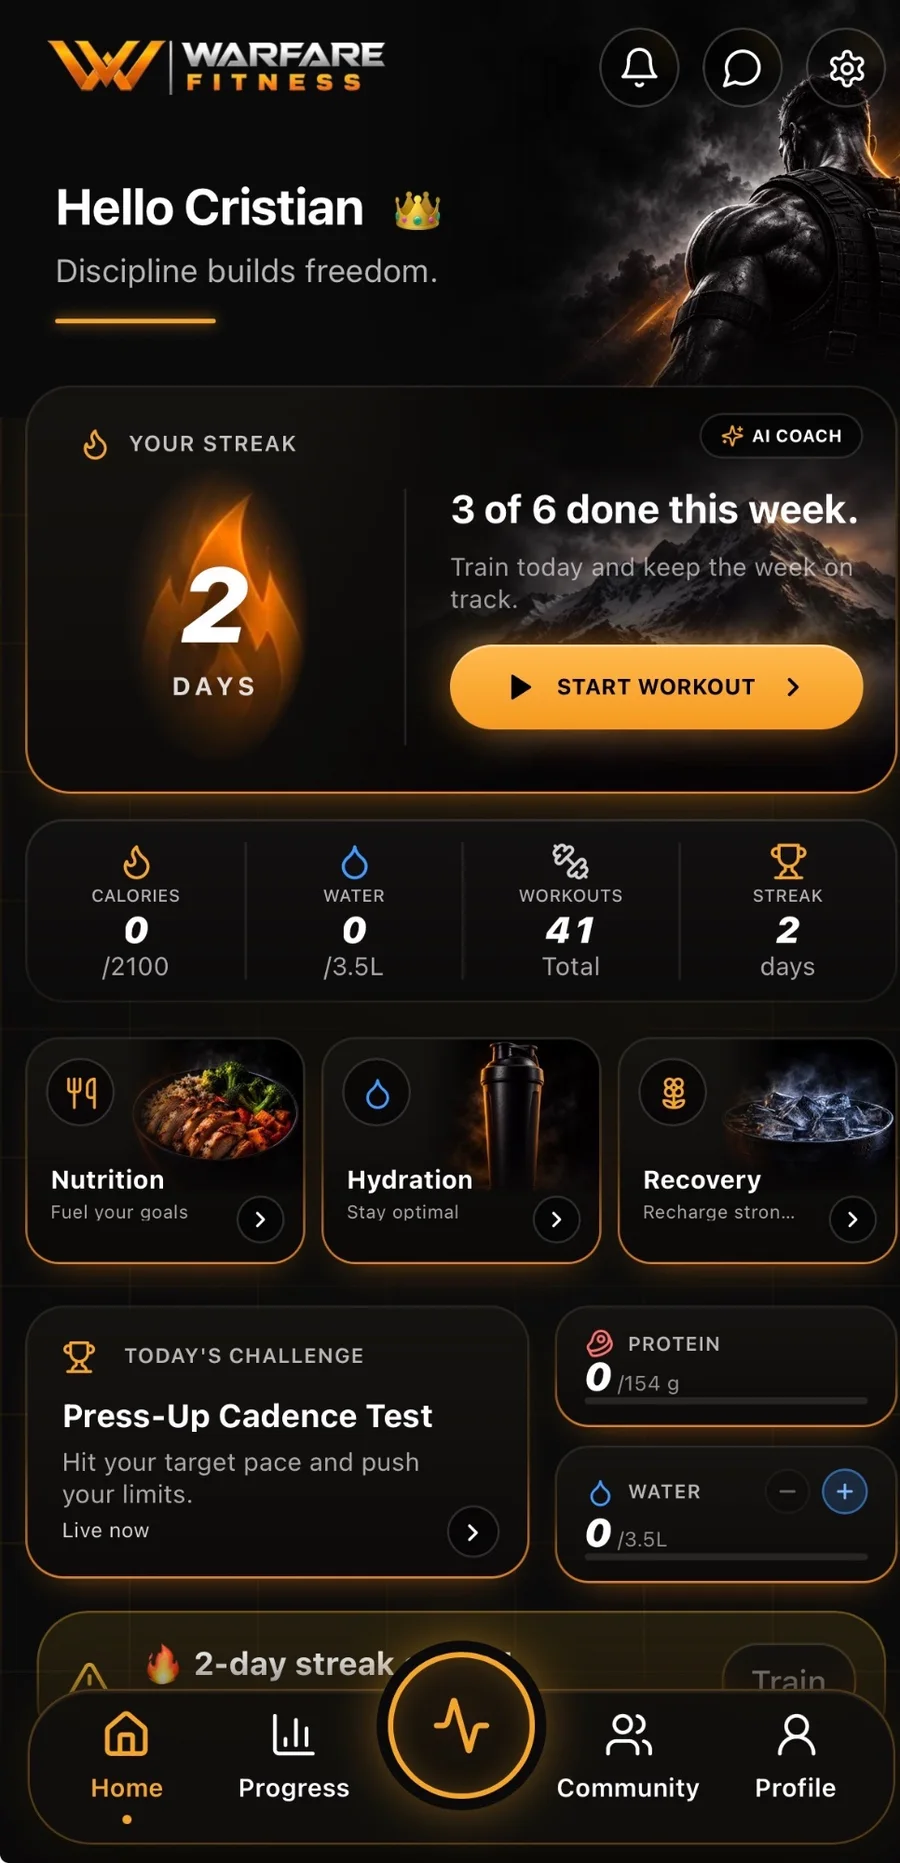 WARFARE
FITNESS
Hello Cristian
Discipline builds freedom.
YOUR STREAK
AI COACH
2
DAYS
3 of 6 done this week.
Train today and keep the week on
track.
START WORKOUT
CALORIES
0
/2100
WATER
0
/3.5L
WORKOUTS
41
Total
STREAK
2
days
Nutrition
Fuel your goals
Hydration
Stay optimal
Recovery
Recharge stron...
TODAY'S CHALLENGE
Press-Up Cadence Test
Hit your target pace and push
your limits.
Live now
PROTEIN
0 /154 g
WATER
0 /3.5L
2-day streak
Train
Home
Progress
Community
Profile